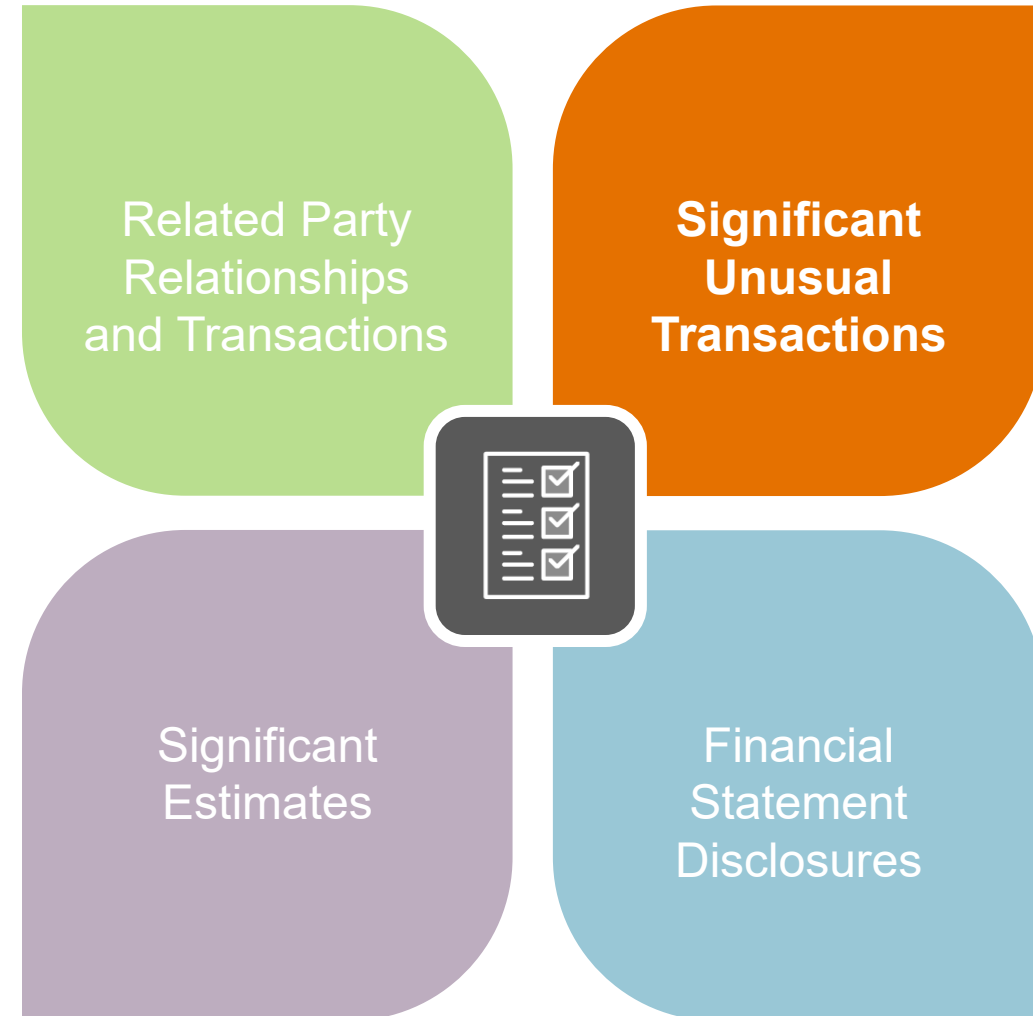 Related Party
Relationships
and Transactions
Significant
Unusual
Transactions
Significant
Estimates
Financial
Statement
Disclosures